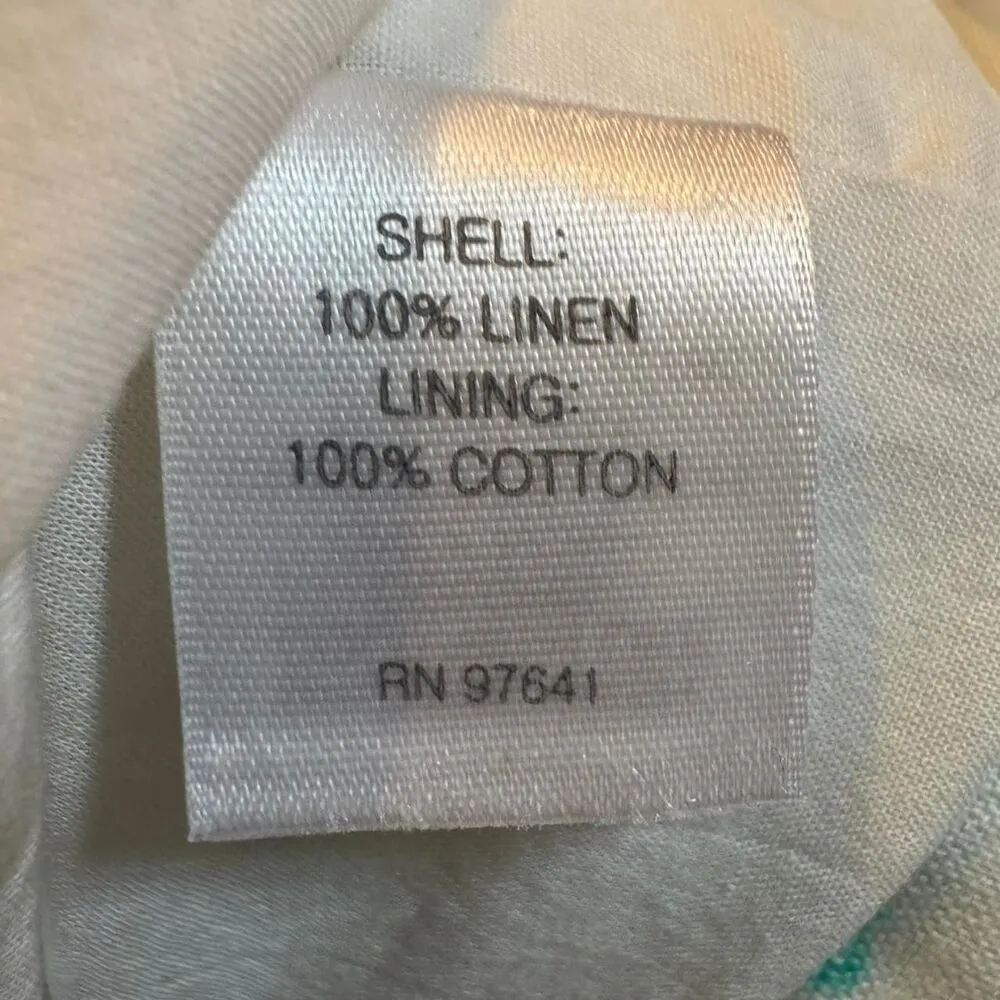 SHELL:
100% LINEN
LINING:
100% COTTON
RN 97641